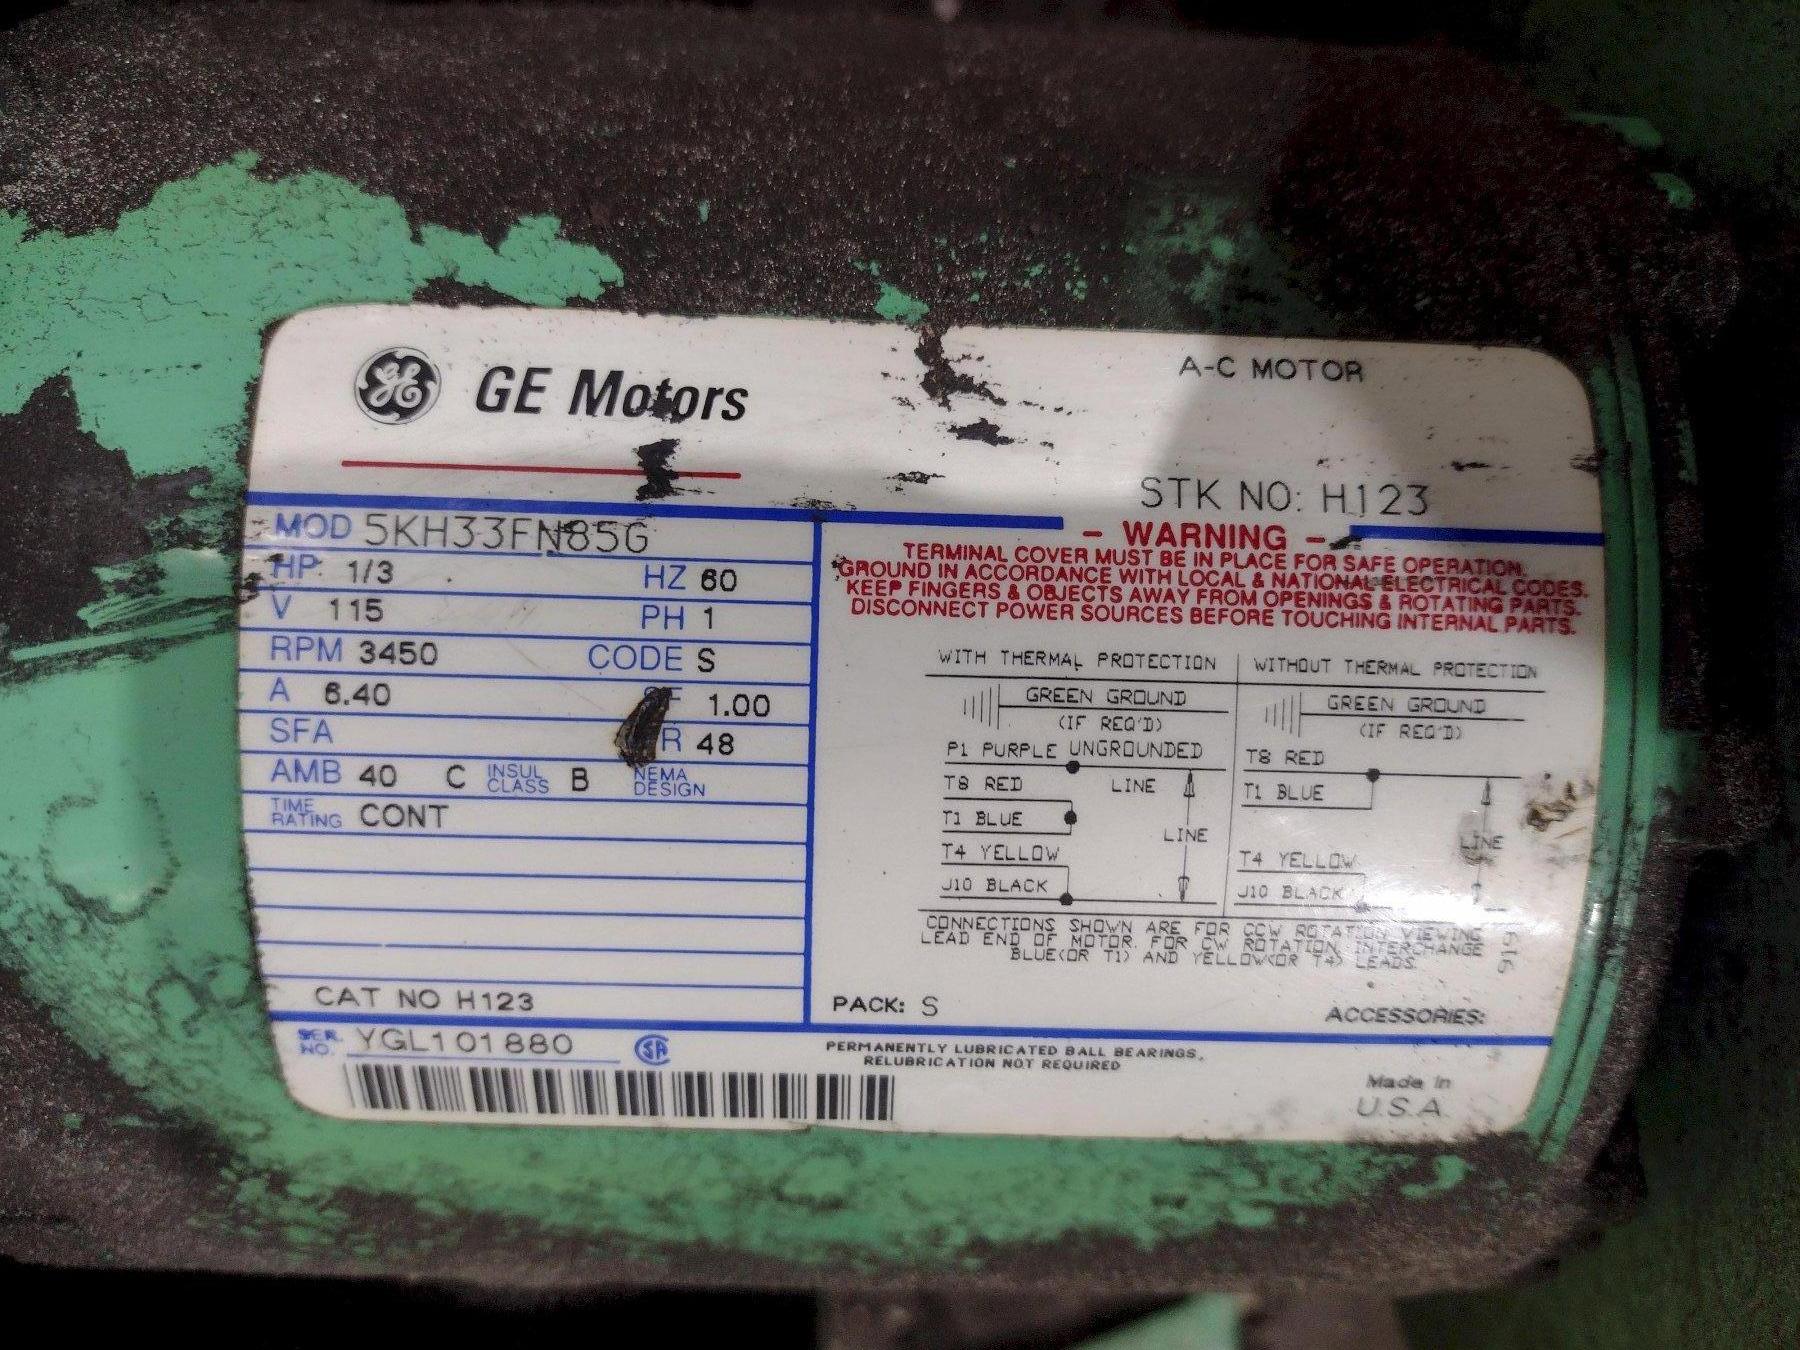 GE GE Motors
A-C MOTOR
STK NO: H123
MOD 5KH33FN85G
HP 1/3 HZ 60
V 115 PH 1
RPM 3450 CODE S
A 6.40 SF 1.00
SFA FR 48
AMB 40 C INSUL CLASS B NEMA DESIGN
TIME RATING CONT
CAT NO H123
SER. NO. YGL101880
- WARNING -
TERMINAL COVER MUST BE IN PLACE FOR SAFE OPERATION.
GROUND IN ACCORDANCE WITH LOCAL & NATIONAL ELECTRICAL CODES.
KEEP FINGERS & OBJECTS AWAY FROM OPENINGS & ROTATING PARTS.
DISCONNECT POWER SOURCES BEFORE TOUCHING INTERNAL PARTS.
WITH THERMAL PROTECTION
GREEN GROUND
(IF REQ'D)
P1 PURPLE UNGROUNDED
T8 RED LINE
T1 BLUE
LINE
T4 YELLOW
J10 BLACK
WITHOUT THERMAL PROTECTION
GREEN GROUND
(IF REQ'D)
T8 RED
T1 BLUE
LINE
T4 YELLOW
J10 BLACK
CONNECTIONS SHOWN ARE FOR CCW ROTATION VIEWING
LEAD END OF MOTOR. FOR CW ROTATION INTERCHANGE
BLUE(OR T1) AND YELLOW(OR T4) LEADS.
PACK: S
ACCESSORIES:
PERMANENTLY LUBRICATED BALL BEARINGS,
RELUBRICATION NOT REQUIRED
Made in
U.S.A.